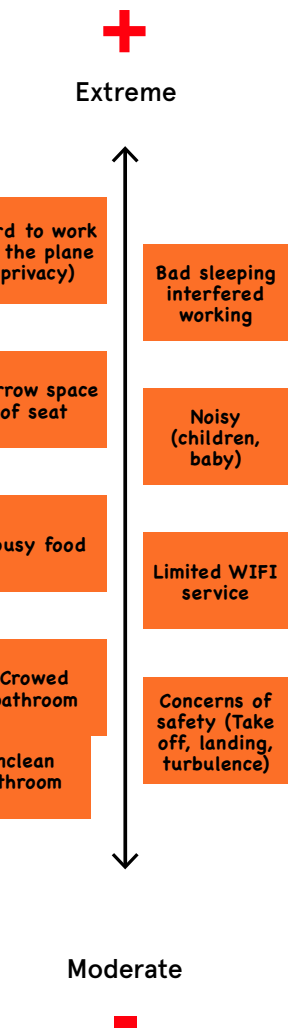 Extreme
rd to work
the plane
privacy)
Bad sleeping
interfered
working
rrow space
of seat
Noisy
(children,
baby)
ousy food
Limited WIFI
service
Crowed
athroom
Concerns of
safety (Take
off, landing,
turbulence)
nclean
throom
Moderate